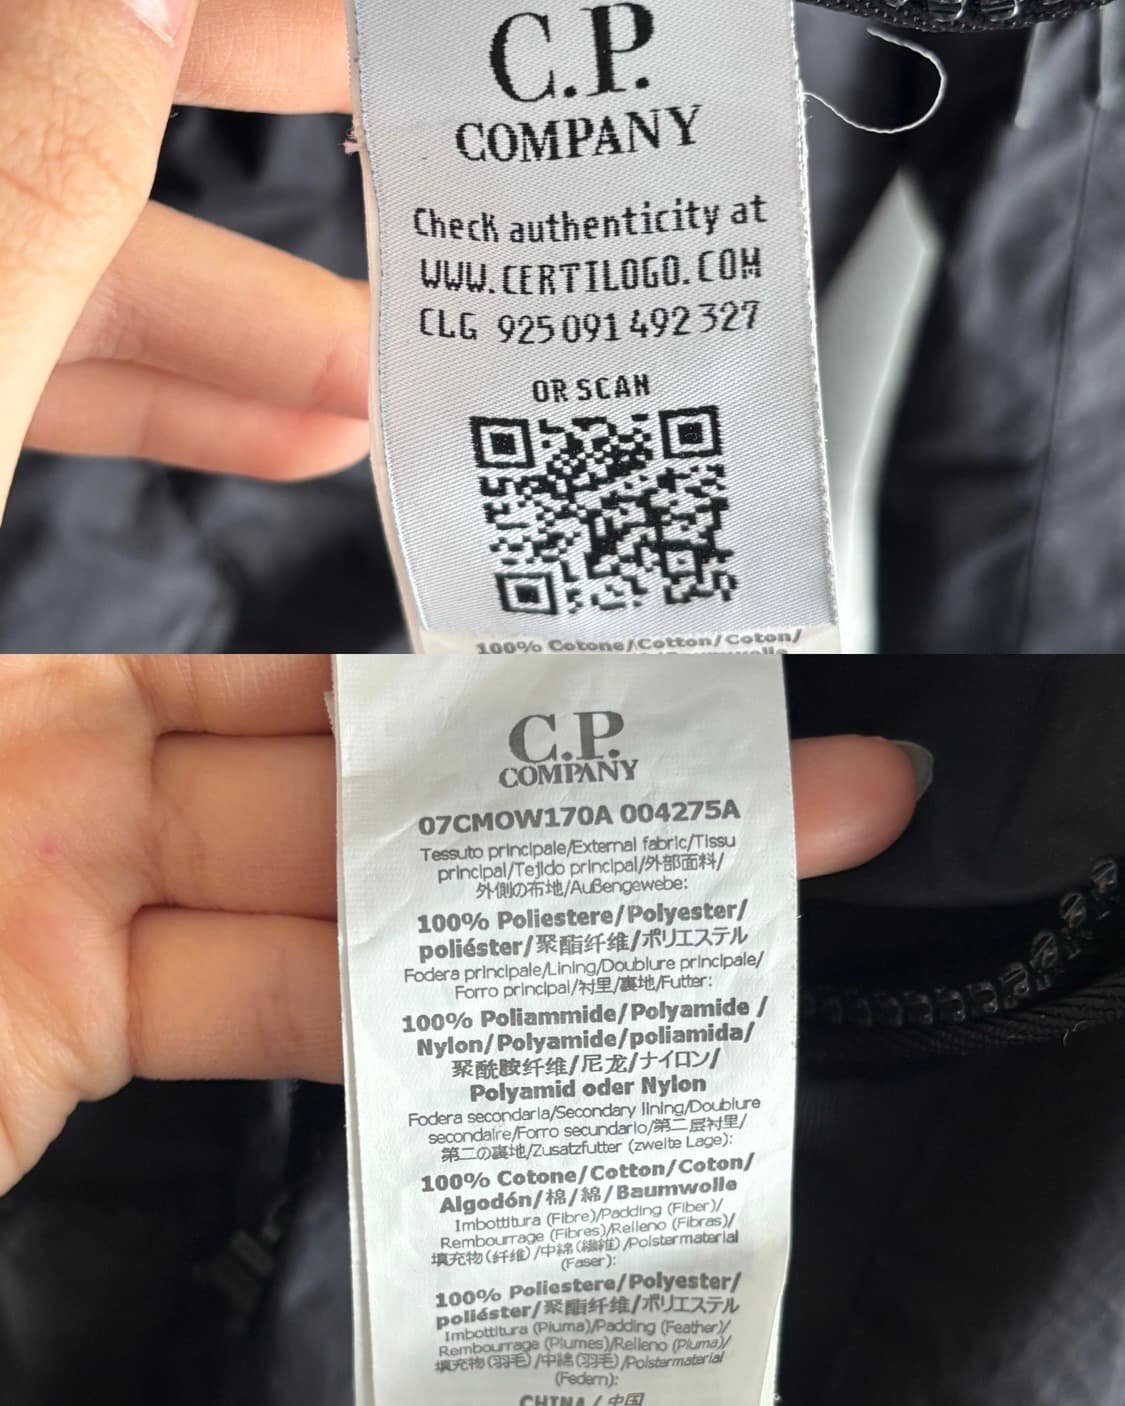 C.P.
COMPANY
Check authenticity at
WWW.CERTILOGO.COM
CLG 925 091 492 327
OR SCAN
100% Cotone/Cotton/Coton/
C.P.
COMPANY
07CMOW170A 004275A
Tessuto principale/External fabric/Tissu
principal/Tejido principal/外部面料/
外側の布地/Außengewebe:
100% Poliestere/Polyester/
poliéster/聚酯纤维/ポリエステル
Fodera principale/Lining/Doublure principale/
Forro principal/衬里/裏地/Futter:
100% Poliammide/Polyamide /
Nylon/Polyamide/poliamida/
聚酰胺纤维/尼龙/ナイロン/
Polyamid oder Nylon
Fodera secondaria/Secondary lining/Doublure
secondaire/Forro secundario/第二层衬里/
第二の裏地/Zusatzfutter (zweite Lage):
100% Cotone/Cotton/Coton/
Algodón/棉/綿/Baumwolle
Imbottitura (Fibre)/Padding (Fiber)/
Rembourrage (Fibres)/Relleno (Fibras)/
填充物(纤维)/中綿(繊維)/Polstermaterial
(Faser):
100% Poliestere/Polyester/
poliéster/聚酯纤维/ポリエステル
Imbottitura (Piuma)/Padding (Feather)/
Rembourrage (Plumes)/Relleno (Pluma)/
填充物(羽毛)/中綿(羽毛)/Polstermaterial
(Federn):
CHINA / 中国